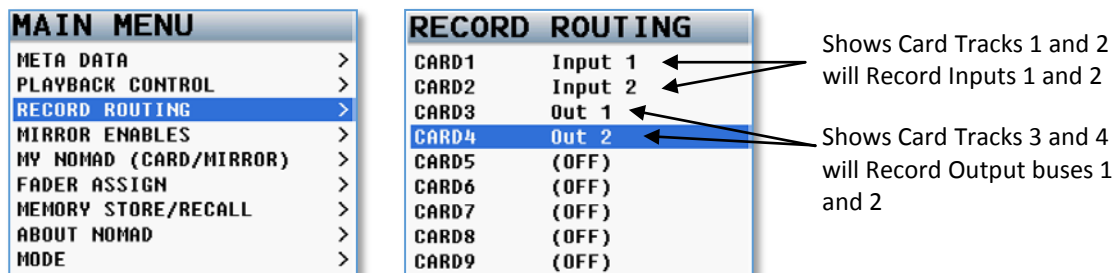 MAIN MENU
META DATA >
PLAYBACK CONTROL >
RECORD ROUTING >
MIRROR ENABLES >
MY NOMAD (CARD/MIRROR) >
FADER ASSIGN >
MEMORY STORE/RECALL >
ABOUT NOMAD >
MODE >
RECORD ROUTING
CARD1 Input 1
CARD2 Input 2
CARD3 Out 1
CARD4 Out 2
CARD5 (OFF)
CARD6 (OFF)
CARD7 (OFF)
CARD8 (OFF)
CARD9 (OFF)
Shows Card Tracks 1 and 2
will Record Inputs 1 and 2
Shows Card Tracks 3 and 4
will Record Output buses 1
and 2